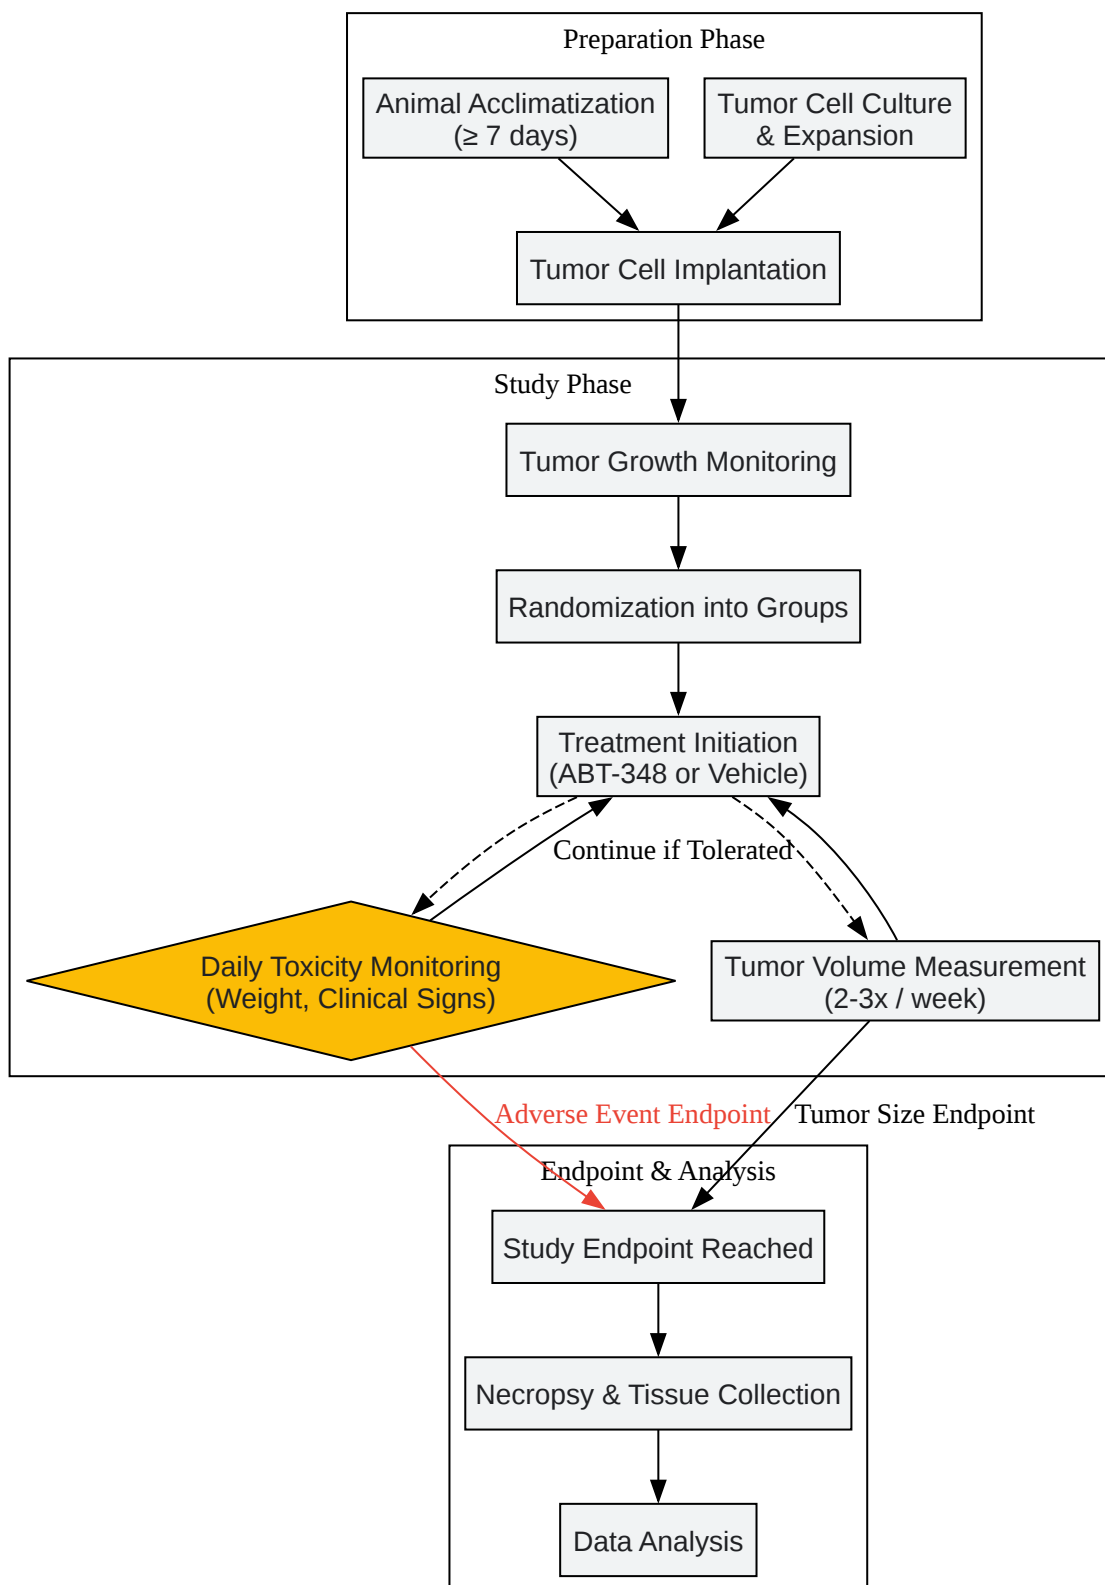 Preparation Phase
Animal Acclimatization
(≥ 7 days)
Tumor Cell Culture
& Expansion
Tumor Cell Implantation
Study Phase
Tumor Growth Monitoring
Randomization into Groups
Treatment Initiation
(ABT-348 or Vehicle)
Continue if Tolerated
Daily Toxicity Monitoring
(Weight, Clinical Signs)
Tumor Volume Measurement
(2-3x / week)
Adverse Event Endpoint
Tumor Size Endpoint
Endpoint & Analysis
Study Endpoint Reached
Necropsy & Tissue Collection
Data Analysis